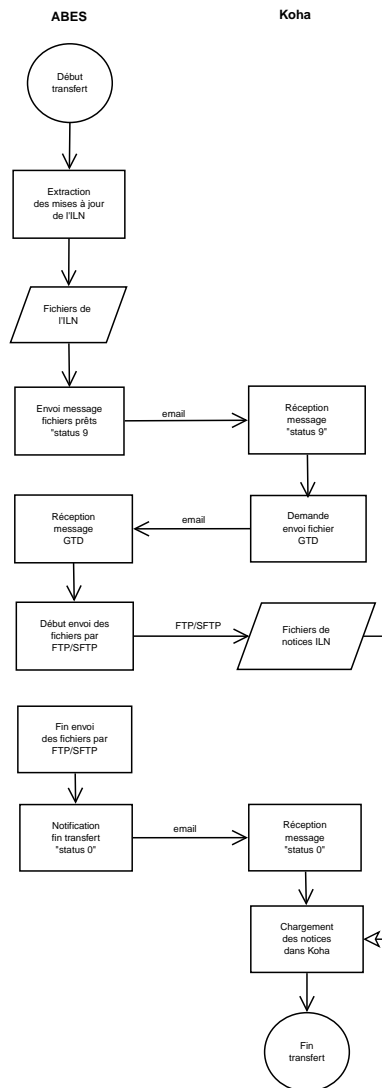 ABES
Koha
Début
transfert
Extraction
des mises à jour
de l'ILN
Fichiers de
l'ILN
Envoi message
fichiers prêts
"status 9
email
Réception
message
"status 9"
Réception
message
GTD
email
Demande
envoi fichier
GTD
Début envoi des
fichiers par
FTP/SFTP
FTP/SFTP
Fichiers de
notices ILN
Fin envoi
des fichiers par
FTP/SFTP
Notification
fin transfert
"status 0"
email
Réception
message
"status 0"
Chargement
des notices
dans Koha
Fin
transfert